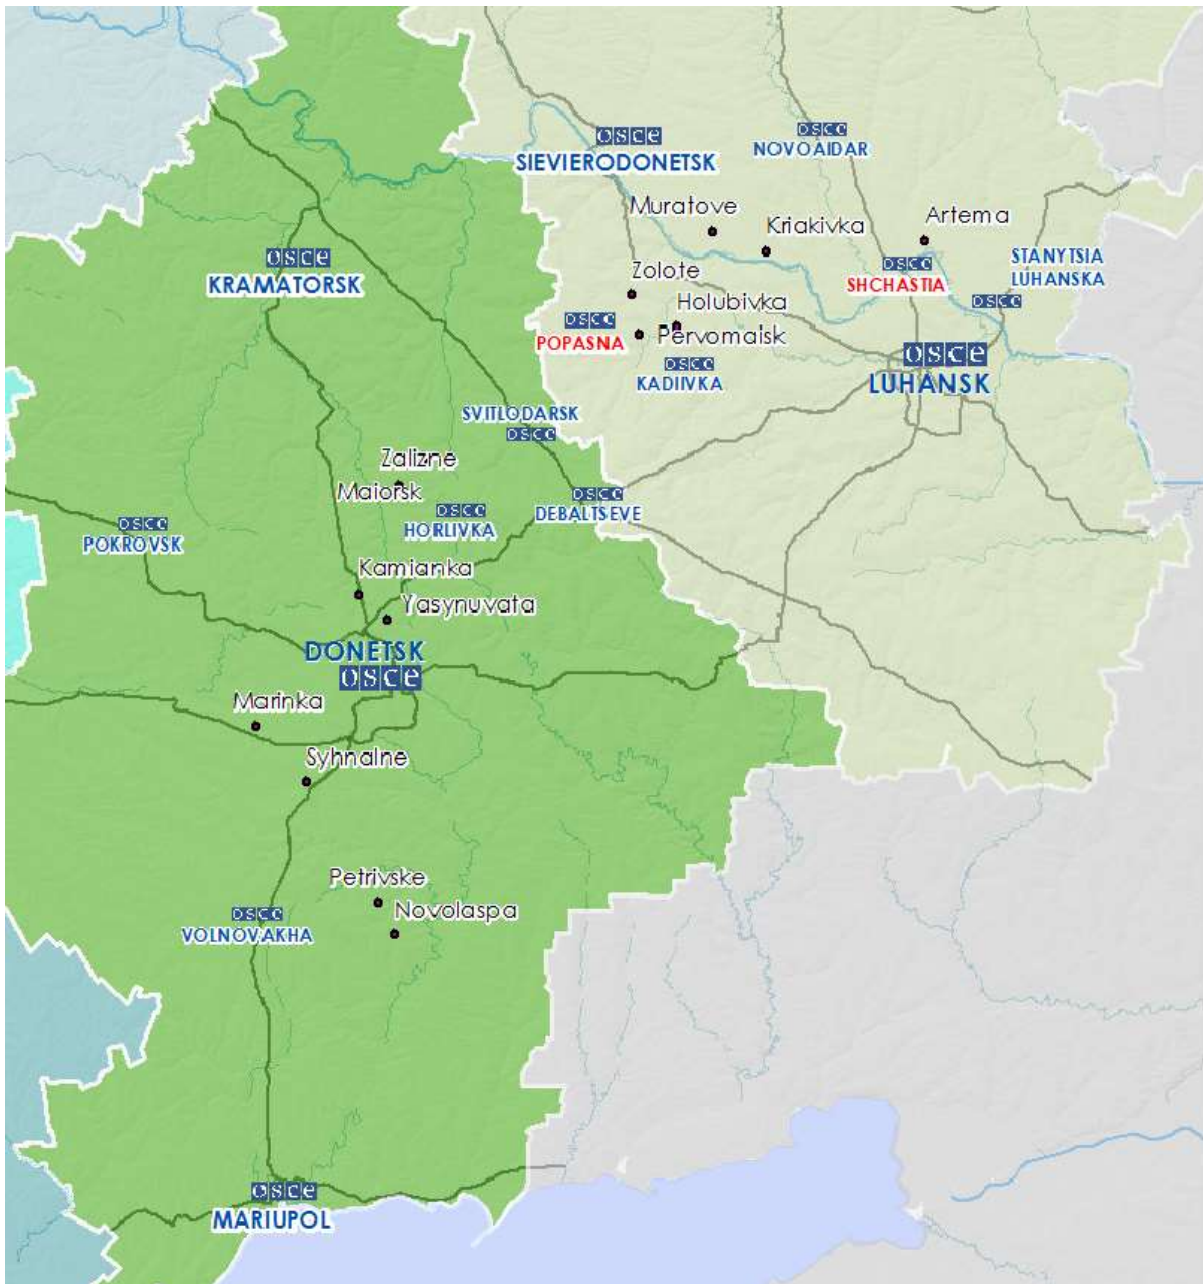 osce
SIEVIERODONETSK
osce
NOVOAIDAR
Muratove
Kriakivka
Artema
osce
KRAMATORSK
STANYTSIA
LUHANSKA
osce
osce
SHCHASTIA
Zolote
Holubivka
osce
POPASNA
Pervomaisk
osce
KADIIVKA
osce
LUHANSK
SVITLODARSK
osce
Zalizne
Maiorsk
osce
HORLIVKA
osce
DEBALTSEVE
osce
POKROVSK
Kamianka
Yasynuvata
DONETSK
osce
Marinka
Syhnalne
Petrivske
Novolaspa
osce
VOLNOVAKHA
osce
MARIUPOL